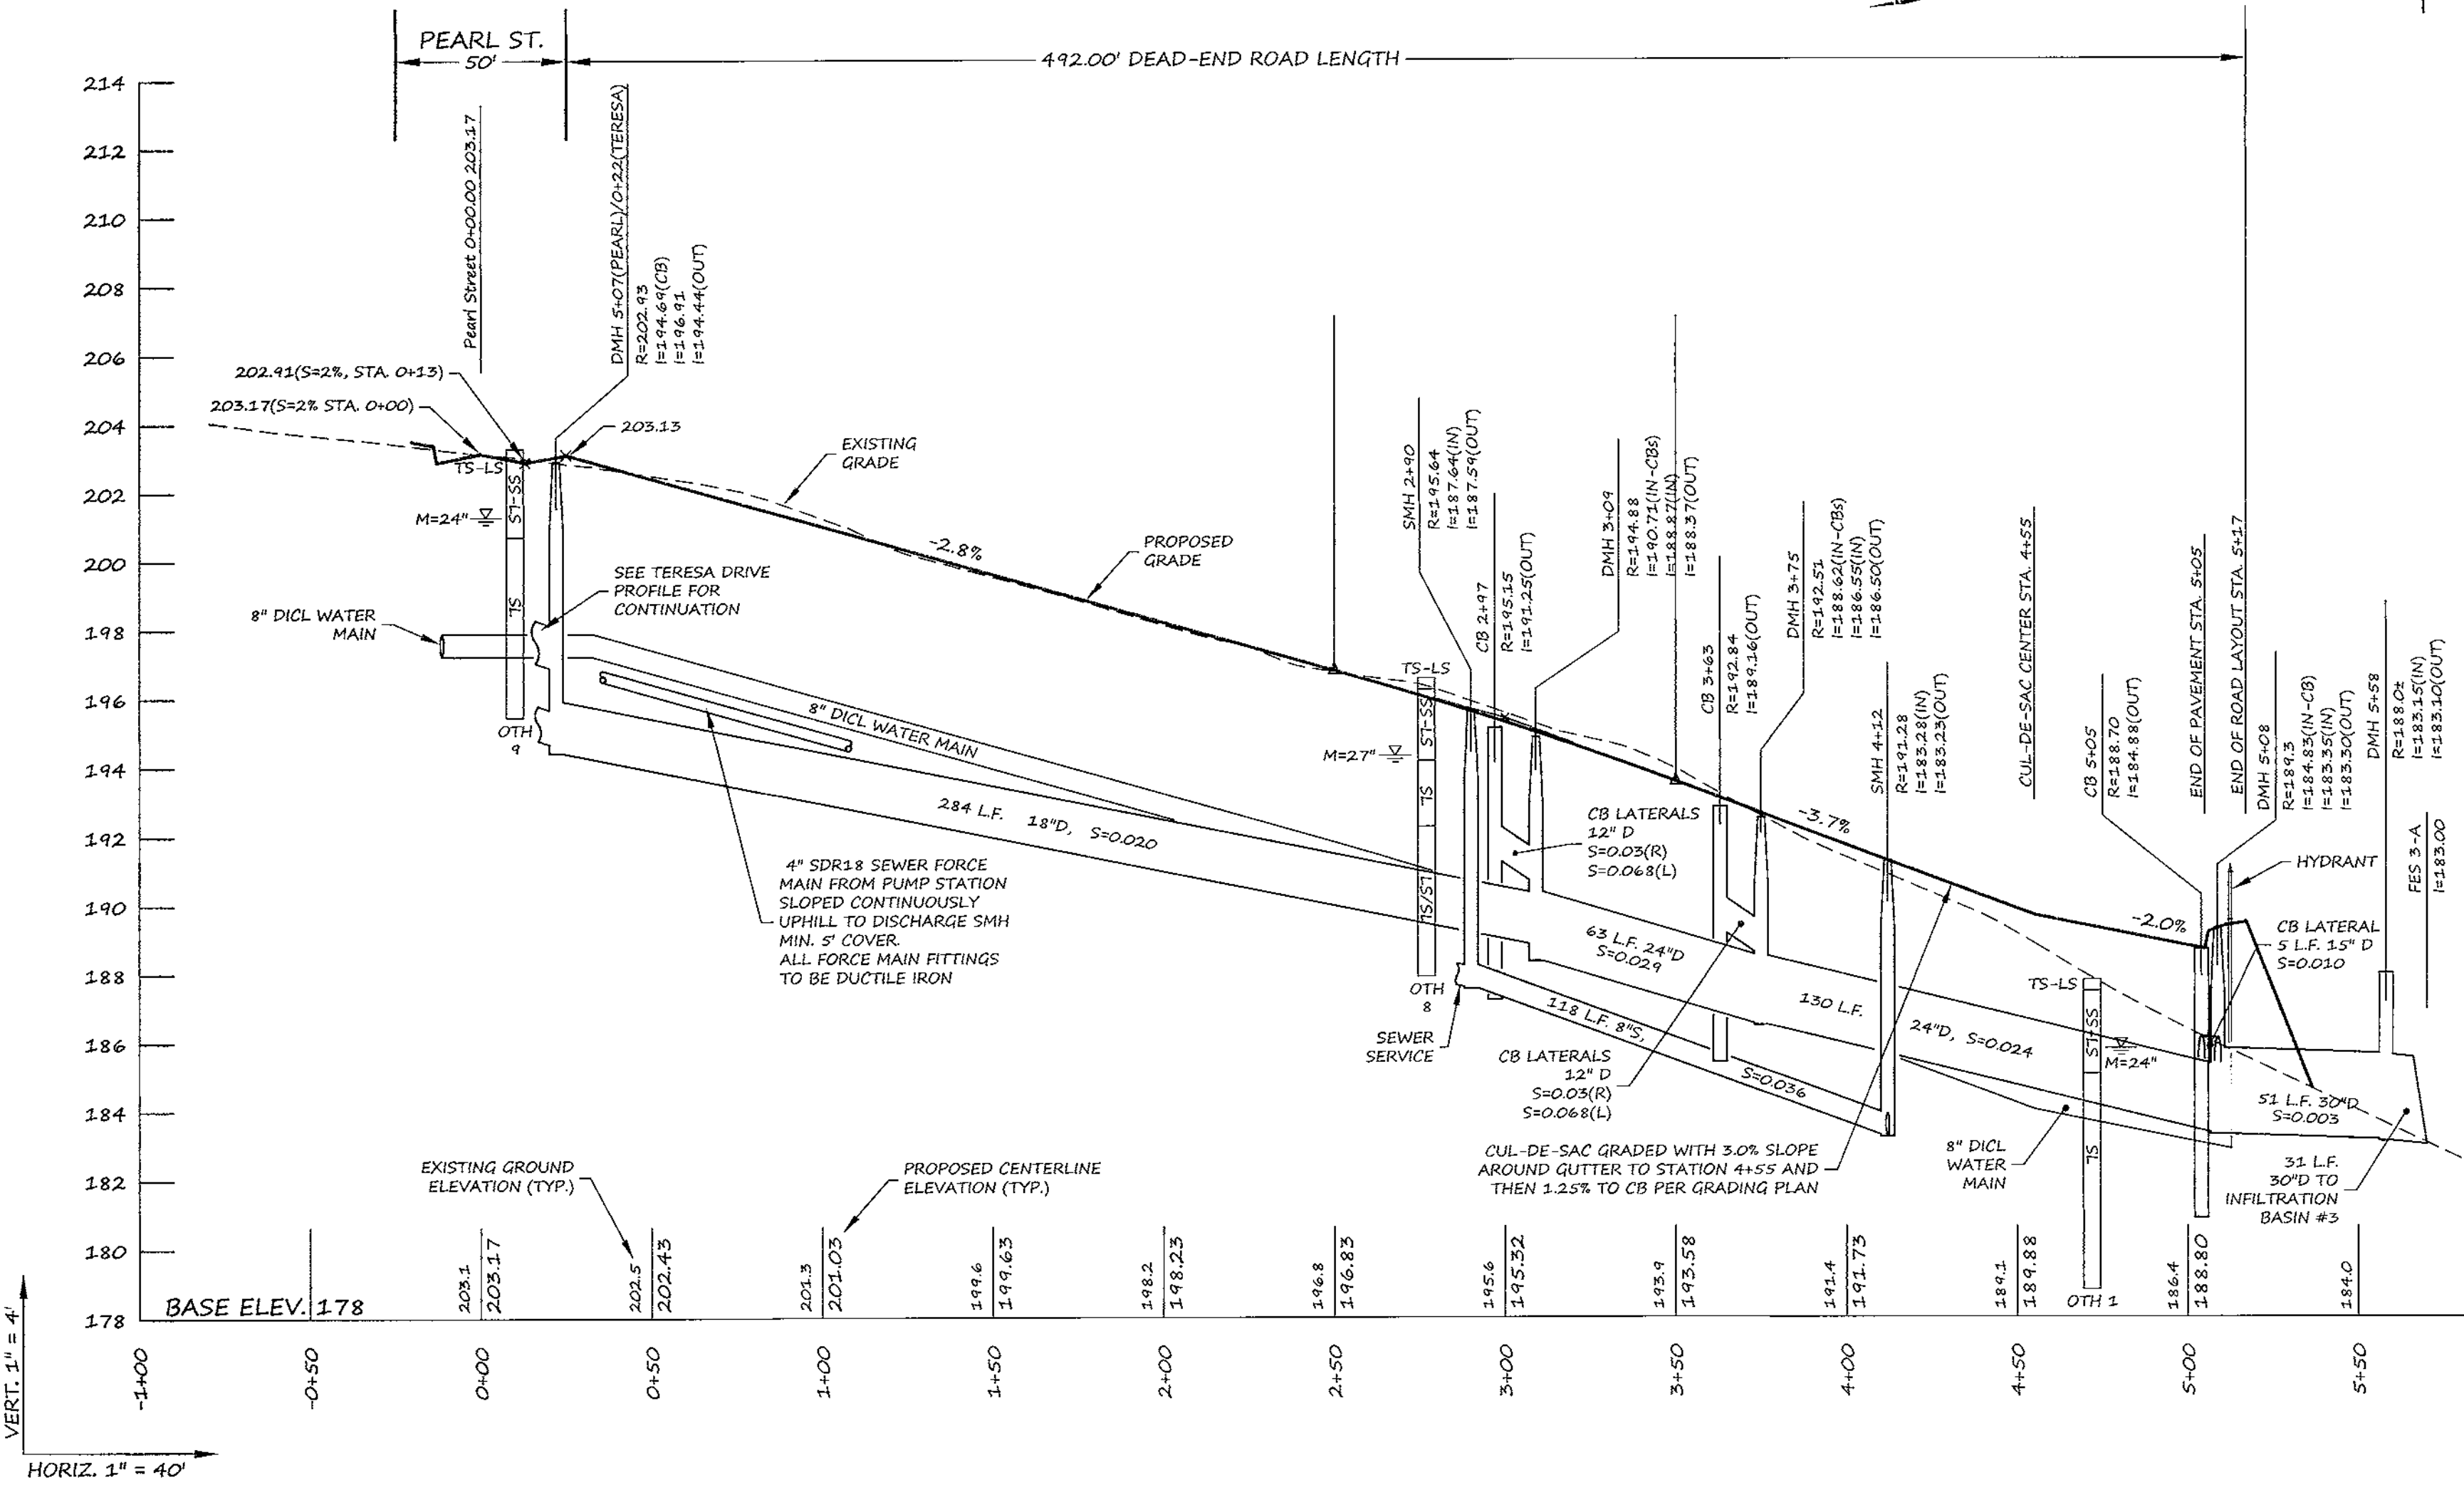 PEARL ST.
50'
492.00' DEAD-END ROAD LENGTH
214
212
210
208
206
204
202
200
198
196
194
192
190
188
186
184
182
180
178
Pearl Street 0+00.00 203.17
DMH 5+07(PEARL)/0+22(TERESA)
R=202.93
I=194.69(CB)
I=196.91
I=194.44(OUT)
202.91(S=2%, STA. 0+13)
203.17(S=2% STA. 0+00)
203.13
TS-LS
LS-SS
M=24"
SL
OTH
9
EXISTING
GRADE
-2.8%
PROPOSED
GRADE
SEE TERESA DRIVE
PROFILE FOR
CONTINUATION
8" DICL WATER
MAIN
8" DICL WATER MAIN
284 L.F. 18"D, S=0.020
4" SDR18 SEWER FORCE
MAIN FROM PUMP STATION
SLOPED CONTINUOUSLY
UPHILL TO DISCHARGE SMH
MIN. 5' COVER.
ALL FORCE MAIN FITTINGS
TO BE DUCTILE IRON
TS-LS
LS-SS
M=27"
SL
LS/SL
OTH
8
SMH 2+90
R=195.64
I=187.64(IN)
I=187.59(OUT)
CB 2+97
R=195.15
I=191.25(OUT)
DMH 3+09
R=194.88
I=190.71(IN-CBs)
I=188.87(IN)
I=188.37(OUT)
CB 3+63
R=192.84
I=189.16(OUT)
DMH 3+75
R=192.51
I=188.62(IN-CBs)
I=186.55(IN)
I=186.50(OUT)
SMH 4+12
R=191.28
I=183.28(IN)
I=183.23(OUT)
CUL-DE-SAC CENTER STA. 4+55
CB 5+05
R=188.70
I=184.88(OUT)
END OF PAVEMENT STA. 5+05
END OF ROAD LAYOUT STA. 5+17
DMH 5+08
R=189.3
I=184.83(IN-CB)
I=183.35(IN)
I=183.30(OUT)
DMH 5+58
R=188.0±
I=183.15(IN)
I=183.10(OUT)
FES 3-A
I=183.00
CB LATERALS
12" D
S=0.03(R)
S=0.068(L)
-3.7%
HYDRANT
-2.0%
CB LATERAL
5 L.F. 15" D
S=0.010
63 L.F. 24"D
S=0.029
130 L.F.
24"D, S=0.024
118 L.F. 8"S,
S=0.036
SEWER
SERVICE
CB LATERALS
12" D
S=0.03(R)
S=0.068(L)
TS-LS
LS-SS
M=24"
SL
OTH 1
51 L.F. 30"D
S=0.003
CUL-DE-SAC GRADED WITH 3.0% SLOPE
AROUND GUTTER TO STATION 4+55 AND
THEN 1.25% TO CB PER GRADING PLAN
8" DICL
WATER
MAIN
31 L.F.
30"D TO
INFILTRATION
BASIN #3
EXISTING GROUND
ELEVATION (TYP.)
PROPOSED CENTERLINE
ELEVATION (TYP.)
BASE ELEV. 178
203.1
203.17
202.5
202.43
201.3
201.03
199.6
199.63
198.2
198.23
196.8
196.83
195.6
195.32
193.9
193.58
191.4
191.73
189.1
189.88
186.4
188.80
184.0
-1+00
-0+50
0+00
0+50
1+00
1+50
2+00
2+50
3+00
3+50
4+00
4+50
5+00
5+50
VERT. 1" = 4'
HORIZ. 1" = 40'